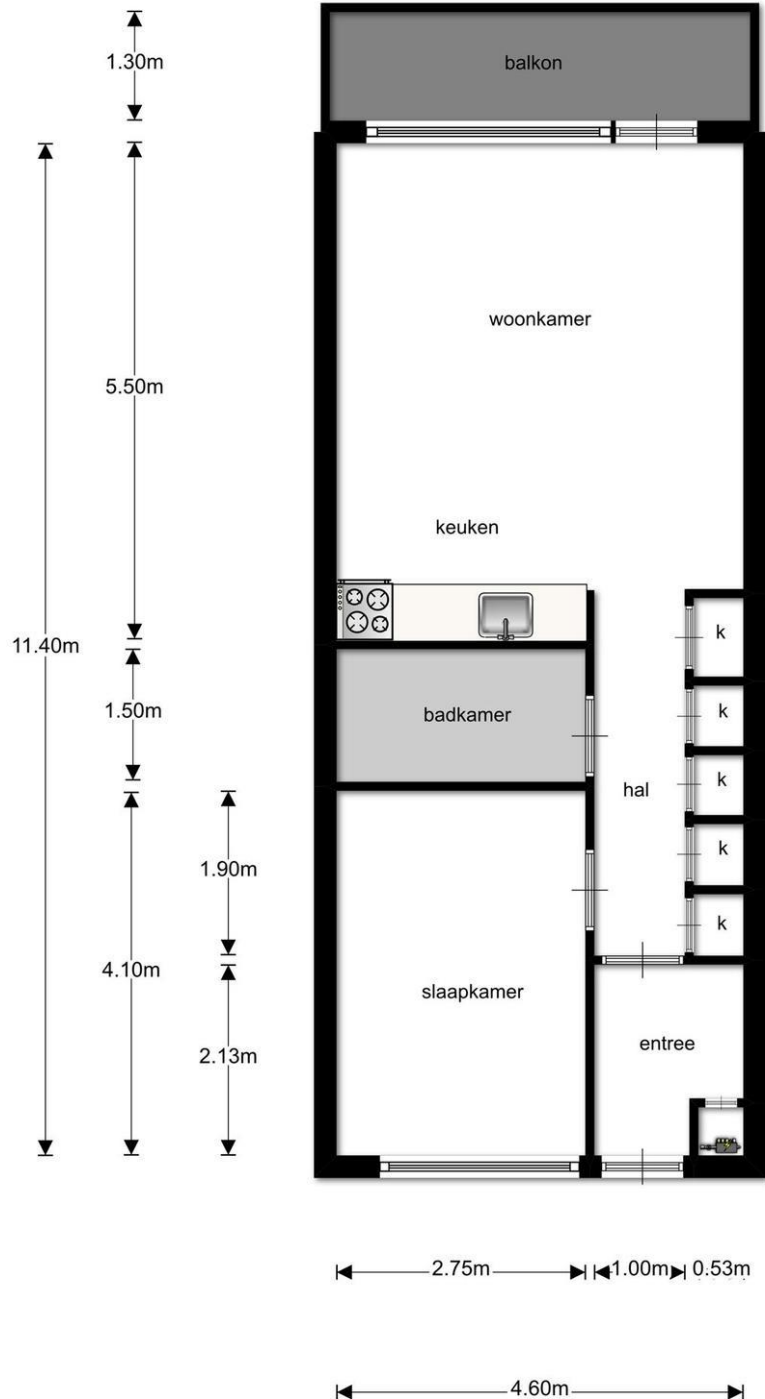 1.30m
balkon
woonkamer
5.50m
keuken
11.40m
k
1.50m
badkamer
k
k
hal
1.90m
k
k
4.10m
slaapkamer
entree
2.13m
2.75m
1.00m
0.53m
4.60m